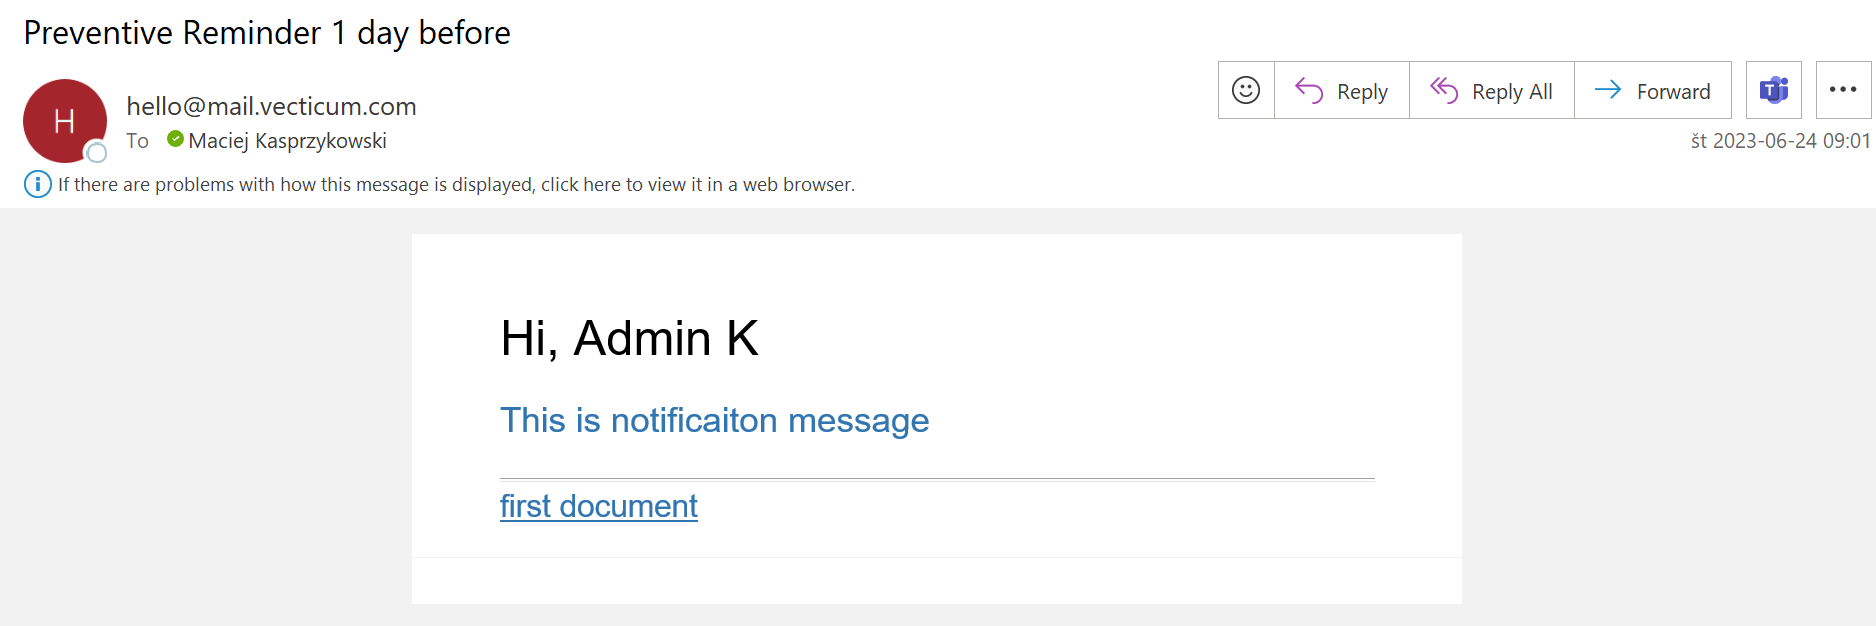 Preventive Reminder 1 day before
H
hello@mail.vecticum.com
To Maciej Kasprzykowski
Reply
Reply All
Forward
T
št 2023-06-24 09:01
If there are problems with how this message is displayed, click here to view it in a web browser.
Hi, Admin K
This is notificaiton message
first document